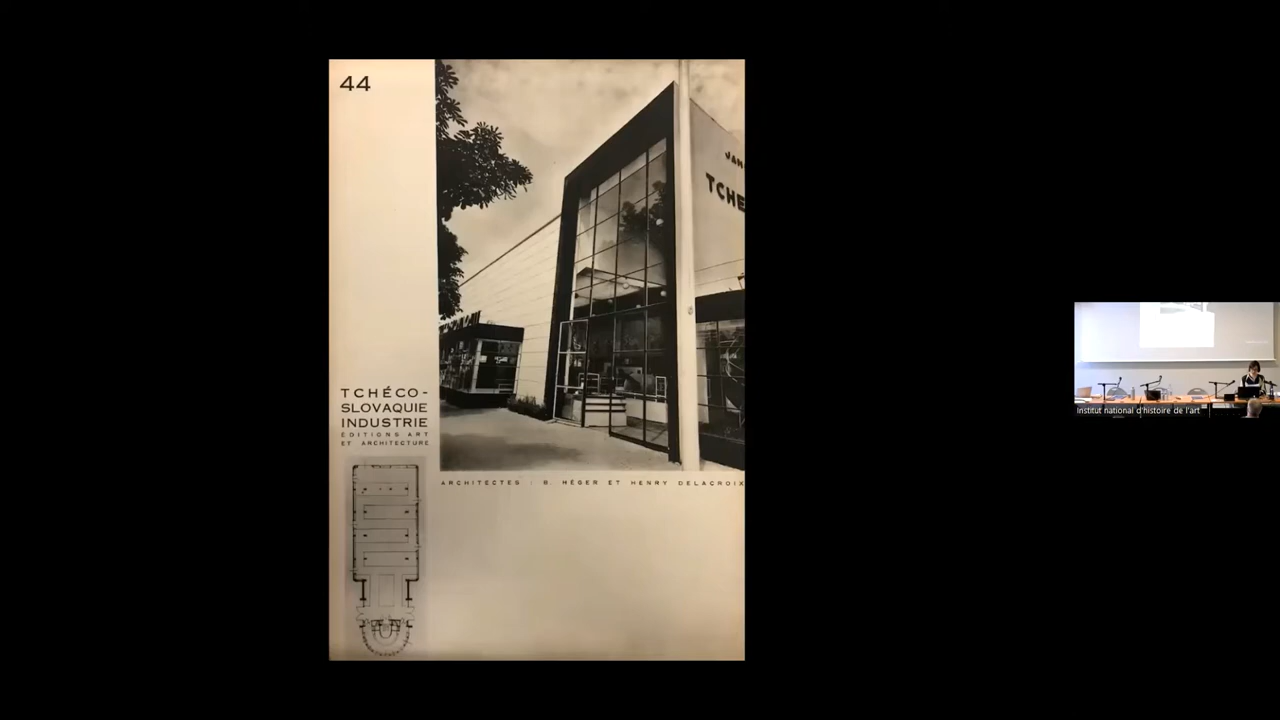 44
TCHÉCO-
SLOVAQUIE
INDUSTRIE
ÉDITIONS ART
ET ARCHITECTURE
TCHE
ARCHITECTES : B. HÉGER ET HENRY DELACROIX
Institut national d'histoire de l'art